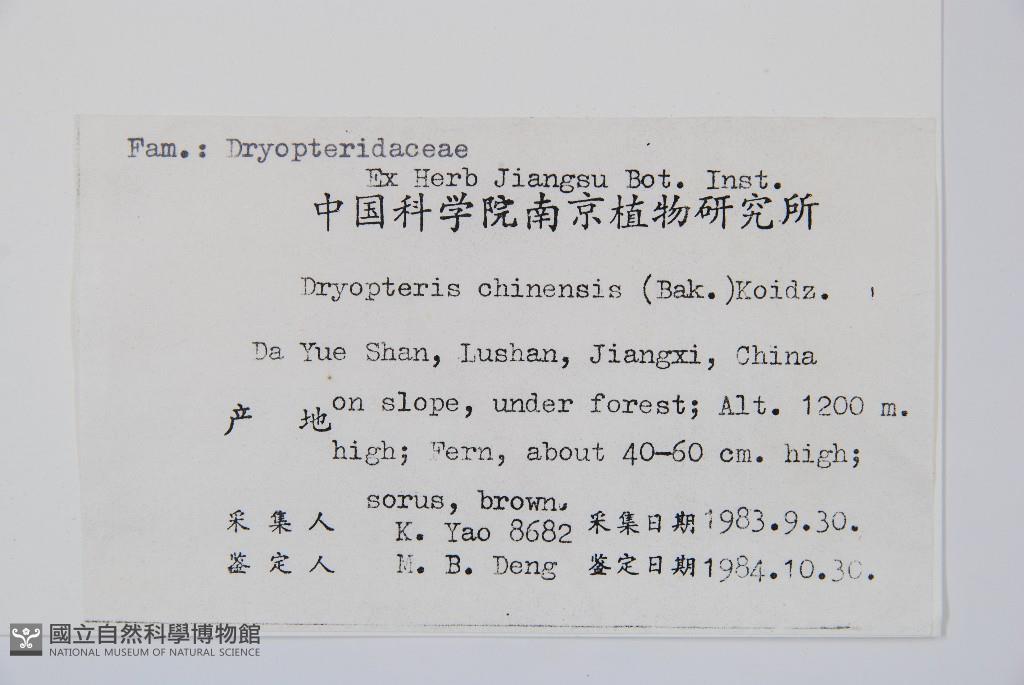 Fam.: Dryopteridaceae
Ex Herb Jiangsu Bot. Inst.
中国科学院南京植物研究所
Dryopteris chinensis (Bak.)Koidz.
Da Yue Shan, Lushan, Jiangxi, China
产 地 on slope, under forest; Alt. 1200 m.
high; Fern, about 40-60 cm. high;
sorus, brown.
采集人 K. Yao 8682 采集日期 1983.9.30.
鉴定人 M. B. Deng 鉴定日期 1984.10.30.
國立自然科學博物館
NATIONAL MUSEUM OF NATURAL SCIENCE